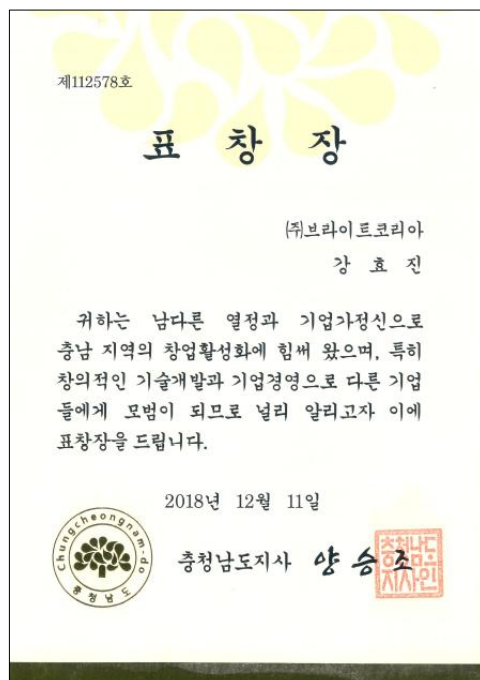 제112578호
표 창 장
㈜브라이트코리아
강 효 진
귀하는 남다른 열정과 기업가정신으로
충남 지역의 창업활성화에 힘써 왔으며, 특히
창의적인 기술개발과 기업경영으로 다른 기업
들에게 모범이 되므로 널리 알리고자 이에
표창장을 드립니다.
2018년 12월 11일
Chungcheongnam-do
충청남도
충청남도지사 양승조
충청남도
지사인